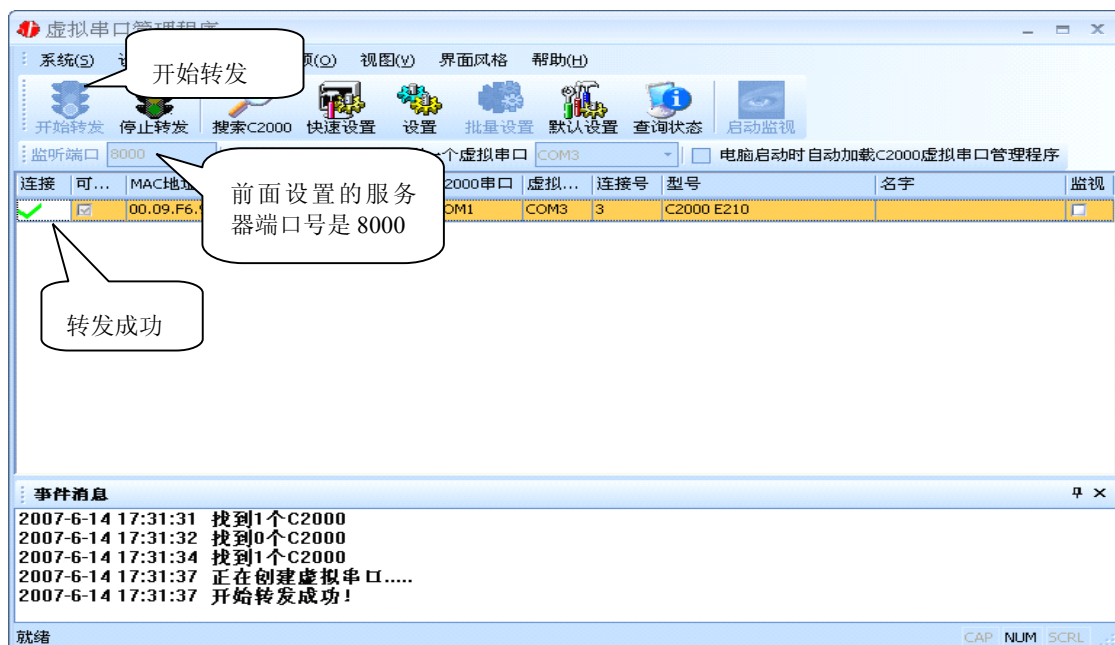 虚拟串口管理程序
系统(S) 视图(V) 界面风格 帮助(H)
开始转发
开始转发 停止转发 搜索C2000 快速设置 设置 批量设置 默认设置 查询状态 启动监视
监听端口 8000 个虚拟串口 COM3 电脑启动时自动加载C2000虚拟串口管理程序
连接 可... MAC地址 2000串口 虚拟... 连接号 型号 名字 监视
00.09.F6. COM3 3 C2000 E210
前面设置的服务
器端口号是 8000
转发成功
事件消息
2007-6-14 17:31:31 找到1个C2000
2007-6-14 17:31:32 找到0个C2000
2007-6-14 17:31:34 找到1个C2000
2007-6-14 17:31:37 正在创建虚拟串口.....
2007-6-14 17:31:37 开始转发成功!
就绪 CAP NUM SCRL